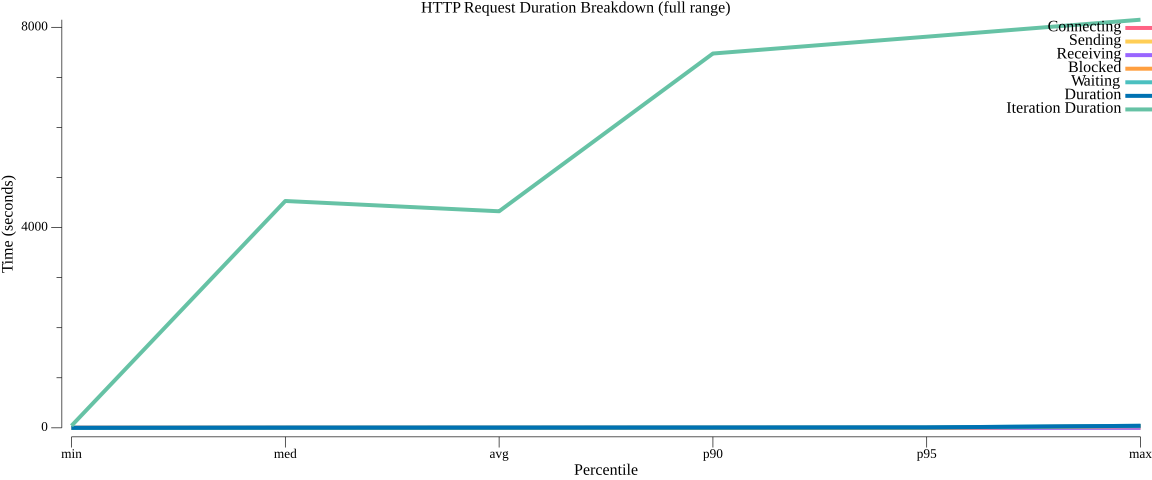 HTTP Request Duration Breakdown (full range)
Connecting
Sending
Receiving
Blocked
Waiting
Duration
Iteration Duration
Time (seconds)
8000
4000
0
min med avg p90 p95 max
Percentile